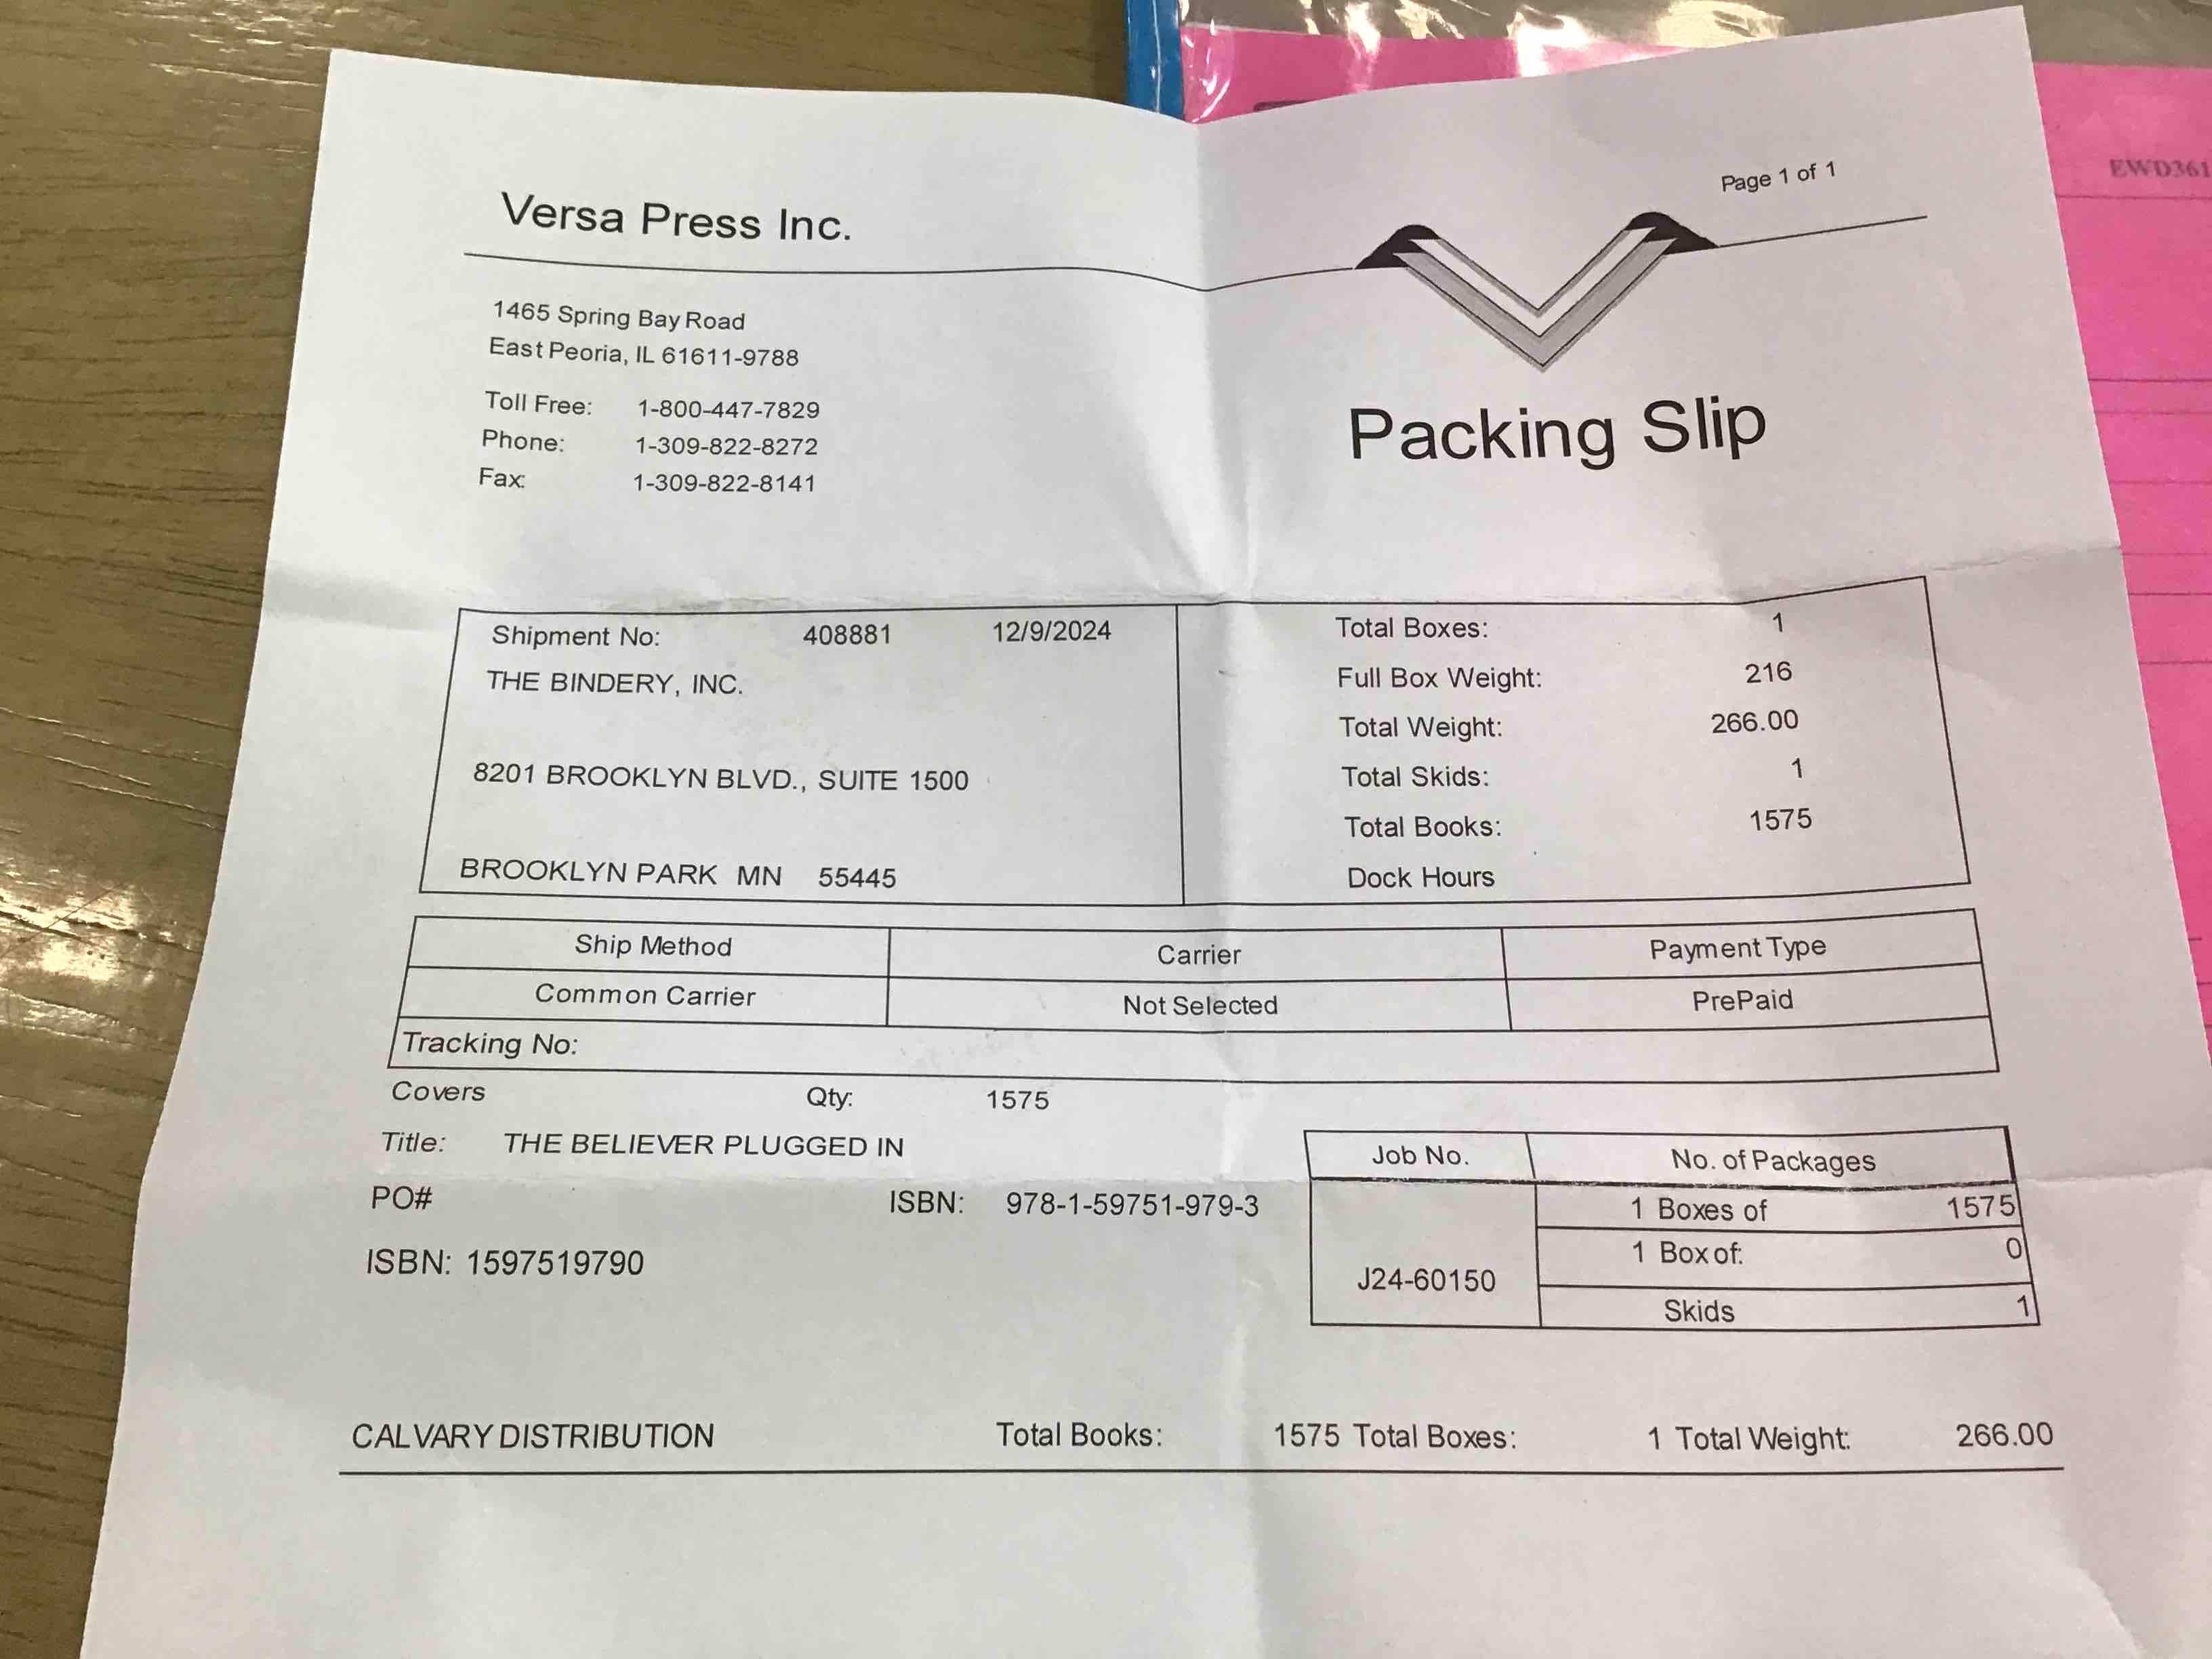 EWD361
Page 1 of 1
Versa Press Inc.
1465 Spring Bay Road
East Peoria, IL 61611-9788
Toll Free: 1-800-447-7829
Phone: 1-309-822-8272
Fax: 1-309-822-8141
Packing Slip
Shipment No: 408881 12/9/2024
THE BINDERY, INC.
8201 BROOKLYN BLVD., SUITE 1500
BROOKLYN PARK MN 55445
Total Boxes: 1
Full Box Weight: 216
Total Weight: 266.00
Total Skids: 1
Total Books: 1575
Dock Hours
Ship Method Carrier Payment Type
Common Carrier Not Selected PrePaid
Tracking No:
Covers Qty: 1575
Title: THE BELIEVER PLUGGED IN
PO# ISBN: 978-1-59751-979-3
ISBN: 1597519790
Job No. No. of Packages
J24-60150
1 Boxes of 1575
1 Box of: 0
Skids 1
CALVARY DISTRIBUTION Total Books: 1575 Total Boxes: 1 Total Weight: 266.00